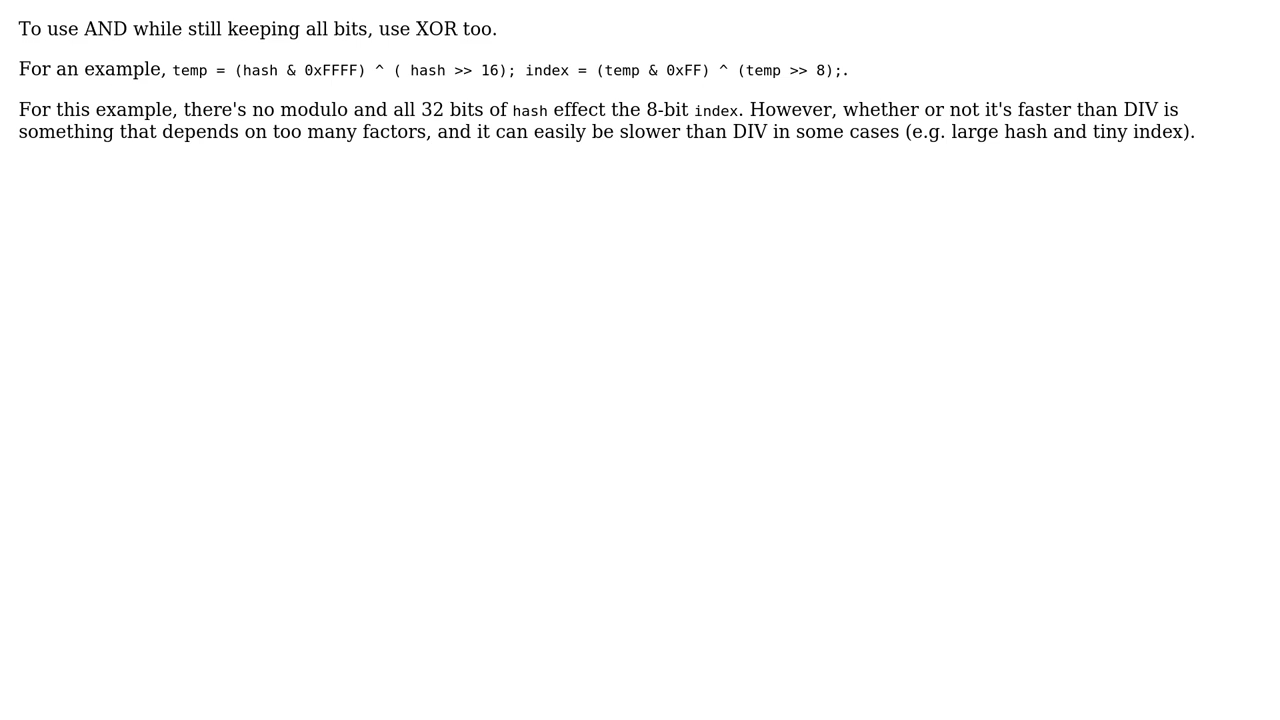 To use AND while still keeping all bits, use XOR too.
For an example, temp = (hash & 0xFFFF) ^ ( hash >> 16); index = (temp & 0xFF) ^ (temp >> 8);.
For this example, there's no modulo and all 32 bits of hash effect the 8-bit index. However, whether or not it's faster than DIV is
something that depends on too many factors, and it can easily be slower than DIV in some cases (e.g. large hash and tiny index).